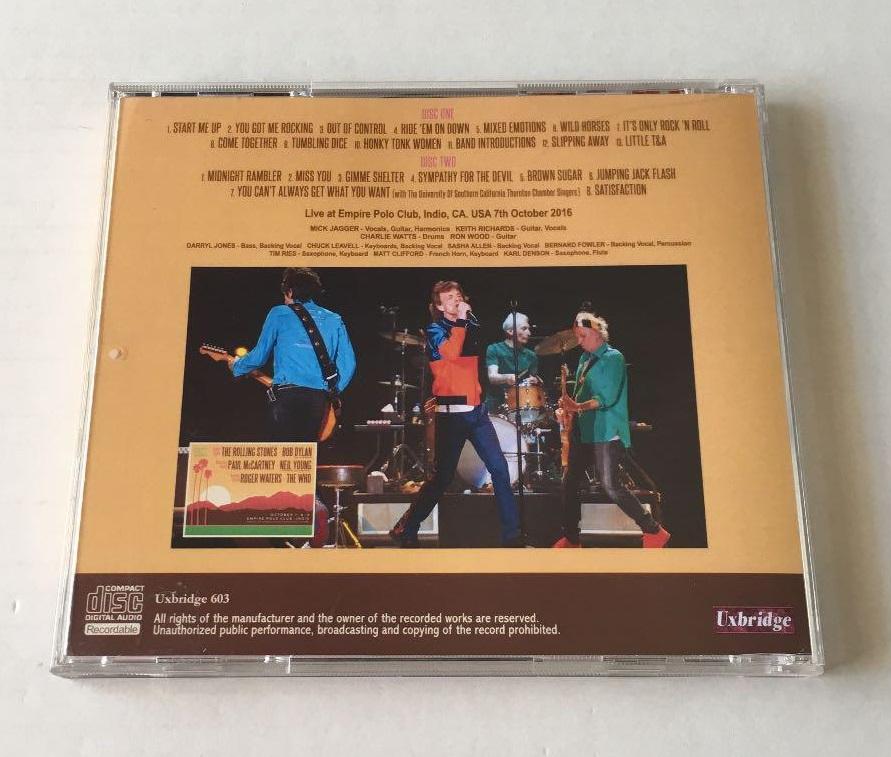 DISC ONE
1. START ME UP 2. YOU GOT ME ROCKING 3. OUT OF CONTROL 4. RIDE 'EM ON DOWN 5. MIXED EMOTIONS 6. WILD HORSES 7. IT'S ONLY ROCK 'N ROLL
8. COME TOGETHER 9. TUMBLING DICE 10. HONKY TONK WOMEN 11. BAND INTRODUCTIONS 12. SLIPPING AWAY 13. LITTLE T&A
DISC TWO
1. MIDNIGHT RAMBLER 2. MISS YOU 3. GIMME SHELTER 4. SYMPATHY FOR THE DEVIL 5. BROWN SUGAR 6. JUMPING JACK FLASH
7. YOU CAN'T ALWAYS GET WHAT YOU WANT (with The University Of Southern California Thornton Chamber Singers) 8. SATISFACTION
Live at Empire Polo Club, Indio, CA. USA 7th October 2016
MICK JAGGER - Vocals, Guitar, Harmonica KEITH RICHARDS - Guitar, Vocals
CHARLIE WATTS - Drums RON WOOD - Guitar
DARRYL JONES - Bass, Backing Vocal CHUCK LEAVELL - Keyboards, Backing Vocal SASHA ALLEN - Backing Vocal BERNARD FOWLER - Backing Vocal, Percussion
TIM RIES - Saxophone, Keyboard MATT CLIFFORD - French Horn, Keyboard KARL DENSON - Saxophone, Flute
THE ROLLING STONES BOB DYLAN
PAUL McCARTNEY NEIL YOUNG
ROGER WATERS THE WHO
OCTOBER 7 • 8 • 9
EMPIRE POLO CLUB • INDIO
COMPACT
disc
DIGITAL AUDIO
Recordable
Uxbridge 603
All rights of the manufacturer and the owner of the recorded works are reserved.
Unauthorized public performance, broadcasting and copying of the record prohibited.
Uxbridge